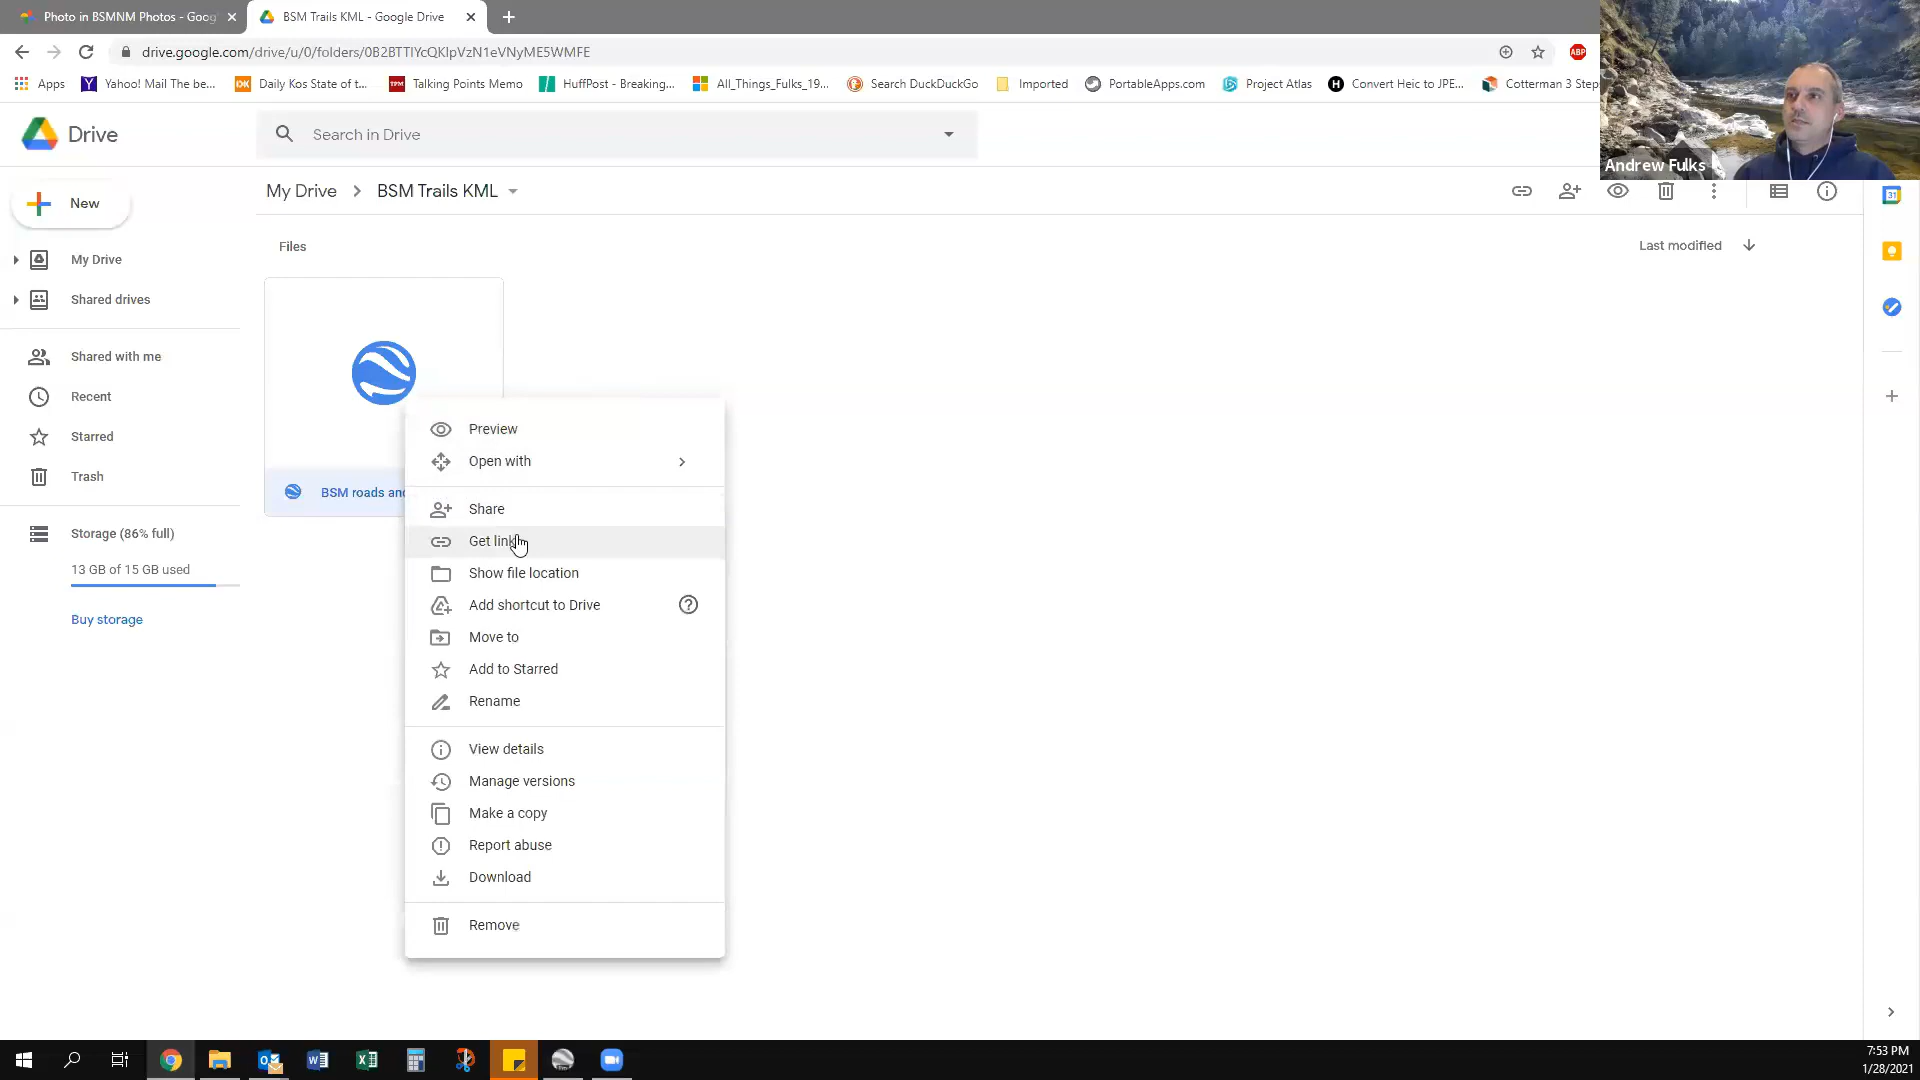 Photo in BSMNM Photos - Goog
BSM Trails KML - Google Drive
drive.google.com/drive/u/0/folders/0B2BTTlYcQKlpVzN1eVNyME5WMFE
ABP
Apps
Yahoo! Mail The be...
DK
Daily Kos State of t...
TPM
Talking Points Memo
HuffPost - Breaking...
All_Things_Fulks_19...
Search DuckDuckGo
Imported
PortableApps.com
Project Atlas
H
Convert Heic to JPE...
Cotterman 3 Step
Andrew Fulks
Drive
Search in Drive
New
My Drive
BSM Trails KML
31
My Drive
Shared drives
Shared with me
Recent
Starred
Trash
Storage (86% full)
13 GB of 15 GB used
Buy storage
Files
Last modified
BSM roads and
Preview
Open with
Share
Get link
Show file location
Add shortcut to Drive
Move to
Add to Starred
Rename
View details
Manage versions
Make a copy
Report abuse
Download
Remove
7:53 PM
1/28/2021